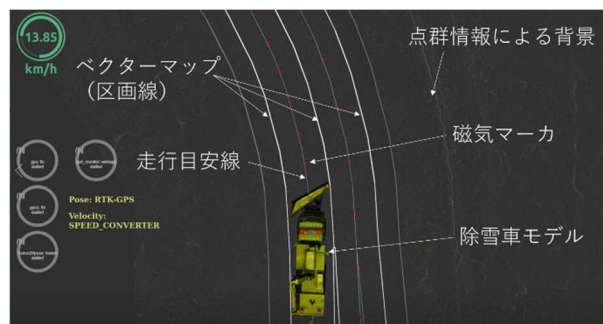 13.85
km/h
ベクターマップ
（区画線）
点群情報による背景
磁気マーカ
走行目安線
Pose: RTK-GPS
Velocity:
SPEED_CONVERTER
除雪車モデル